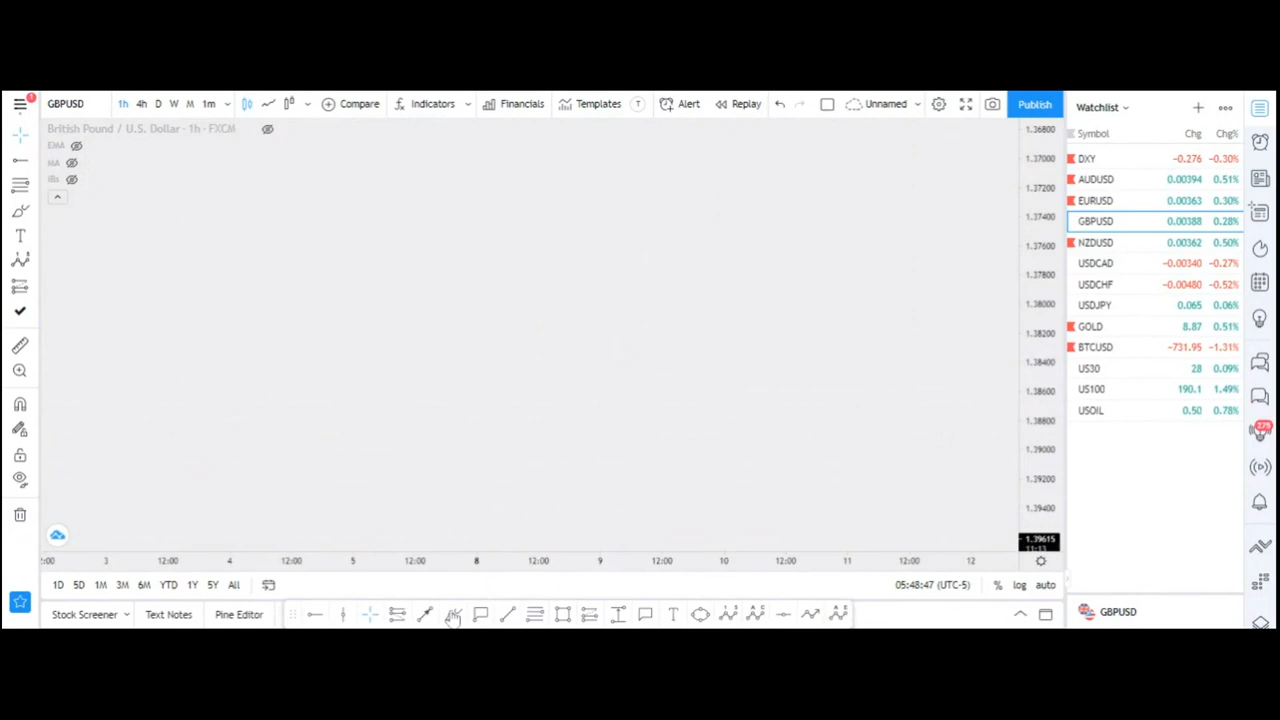 1
GBPUSD 1h 4h D W M 1m Compare Indicators Financials Templates T Alert Replay Unnamed Publish
British Pound / U.S. Dollar · 1h · FXCM
EMA
MA
1.36800
1.37000
1.37200
1.37400
1.37600
1.37800
1.38000
1.38200
1.38400
1.38600
1.38800
1.39000
1.39200
1.39400
1.39615
11:13
:00 3 12:00 4 12:00 5 12:00 8 12:00 9 12:00 10 12:00 11 12:00 12
1D 5D 1M 3M 6M YTD 1Y 5Y All 05:48:47 (UTC-5) % log auto
Stock Screener Text Notes Pine Editor T
Watchlist
Symbol Chg Chg%
DXY −0.276 −0.30%
AUDUSD 0.00394 0.51%
EURUSD 0.00363 0.30%
GBPUSD 0.00388 0.28%
NZDUSD 0.00362 0.50%
USDCAD −0.00340 −0.27%
USDCHF −0.00480 −0.52%
USDJPY 0.065 0.06%
GOLD 8.87 0.51%
BTCUSD −731.95 −1.31%
US30 28 0.09%
US100 190.1 1.49%
USOIL 0.50 0.78%
275
GBPUSD